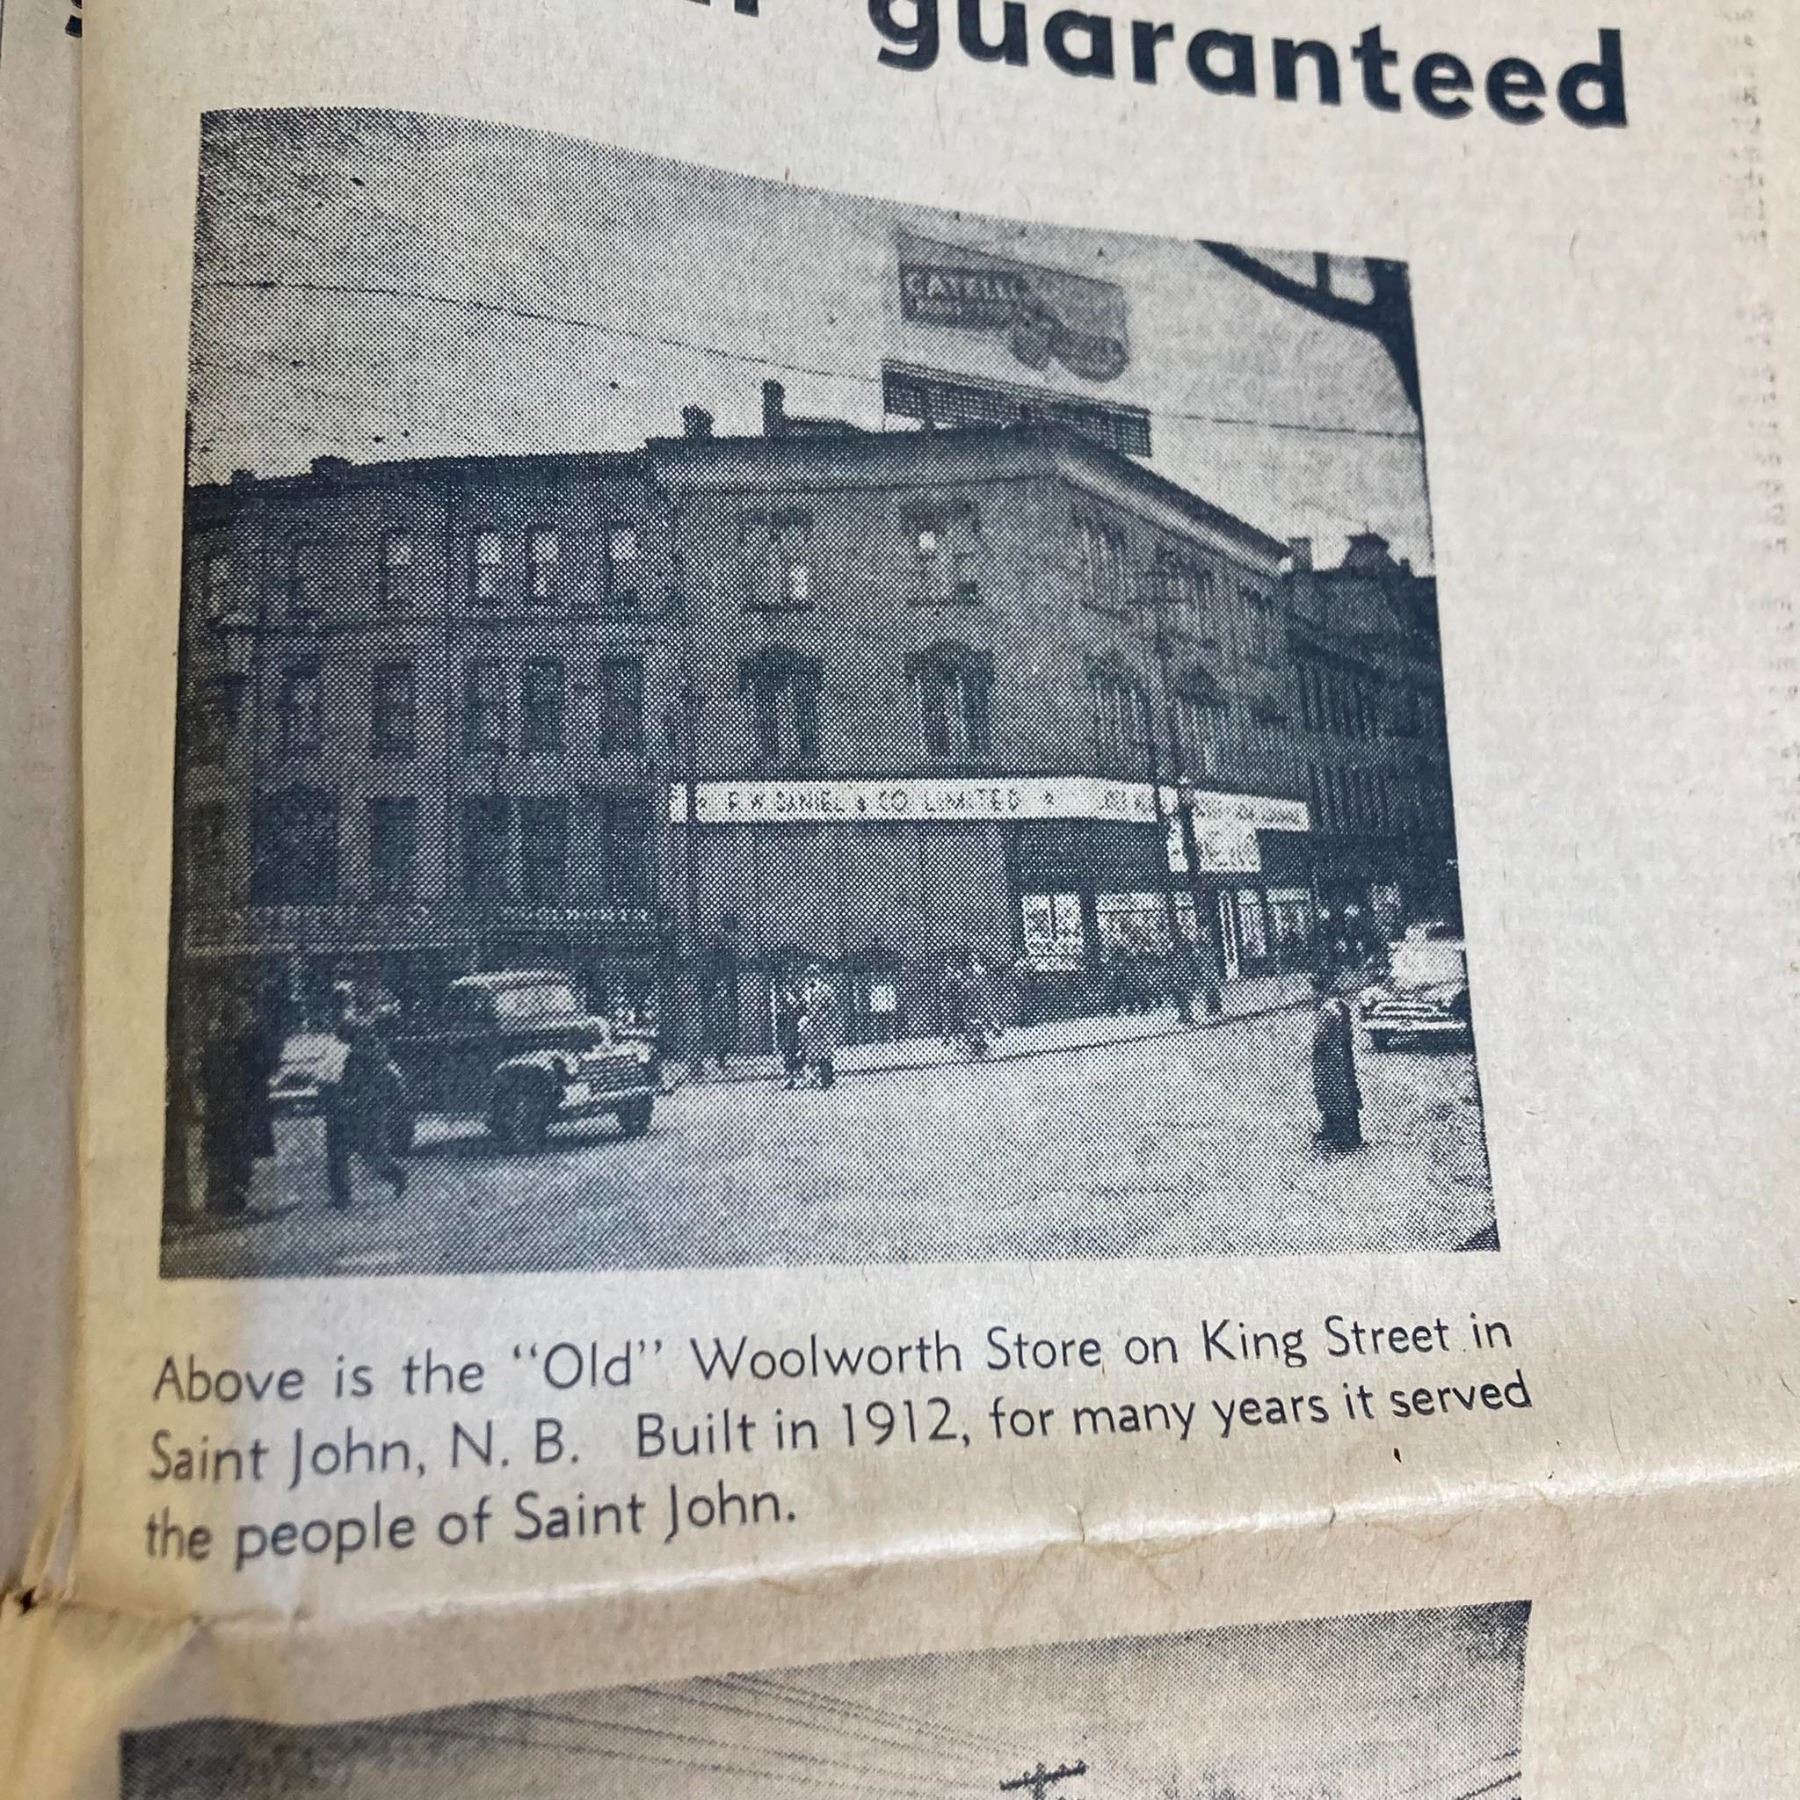 guaranteed
CATELLI
DANIEL & CO. LIMITED
Above is the “Old” Woolworth Store on King Street in
Saint John, N. B. Built in 1912, for many years it served
the people of Saint John.